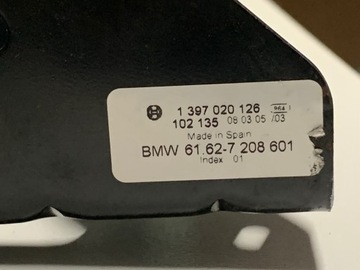 1 397 020 126
102 135 08 03 05 /03
Made in Spain
BMW 61.62-7 208 601
Index 01